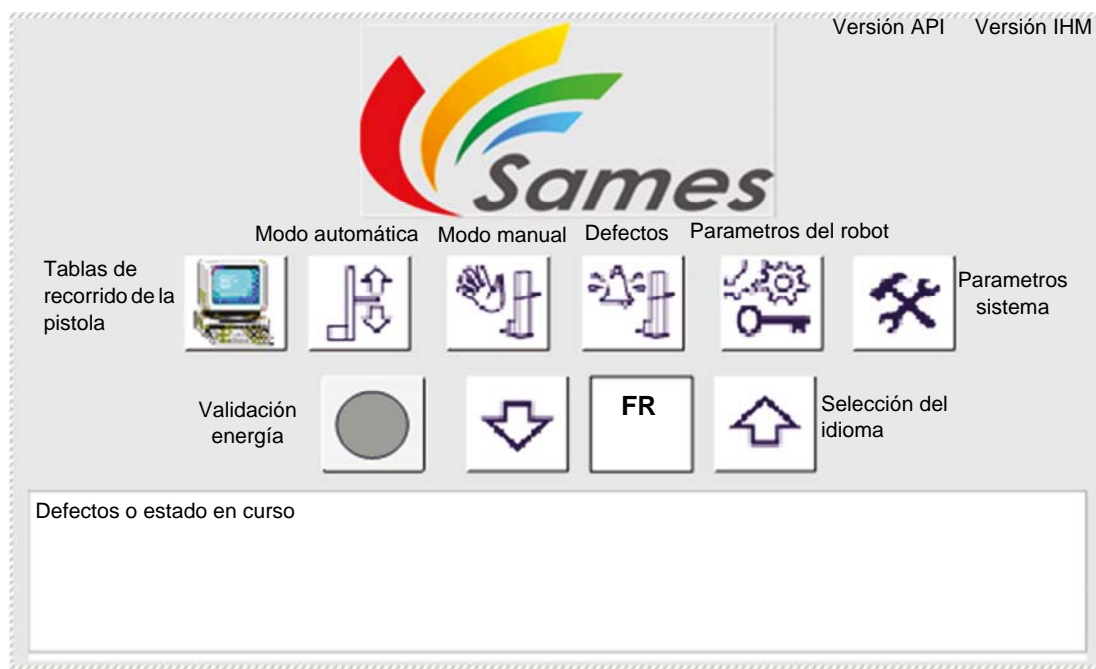 Versión API Versión IHM
Sames
Modo automática Modo manual Defectos Parametros del robot
Tablas de
recorrido de la
pistola
Parametros
sistema
Validación
energía
FR
Selección del
idioma
Defectos o estado en curso